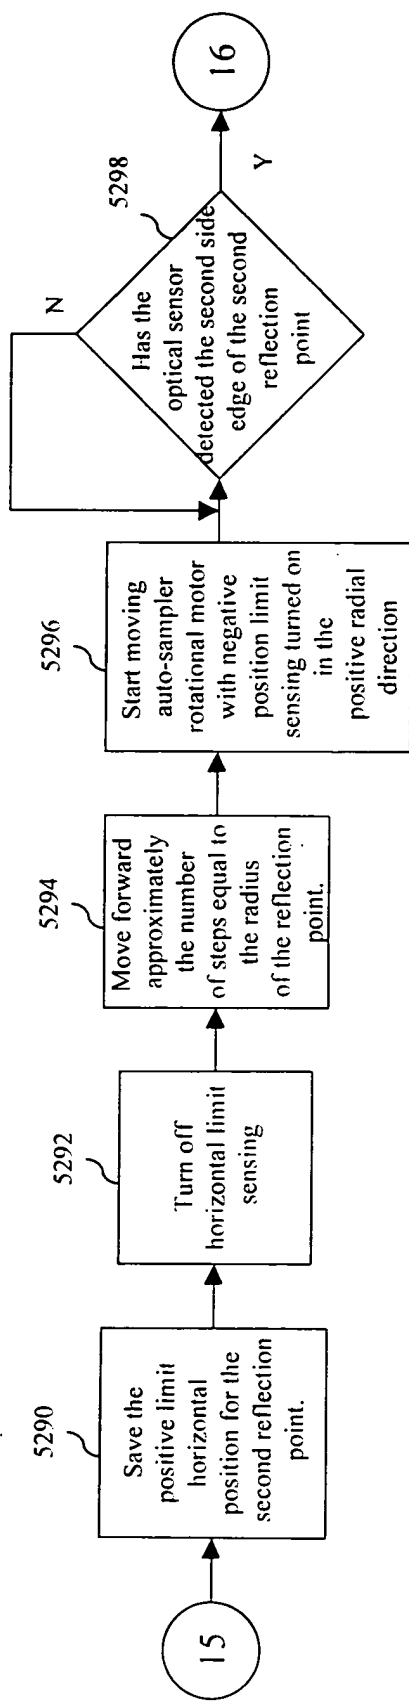 15
5290
Save the
positive limit
horizontal
position for the
second reflection
point.
5292
Turn off
horizontal limit
sensing
5294
Move forward
approximately
the number
of steps equal to
the radius
of the reflection
point.
5296
Start moving
auto-sampler
rotational motor
with negative
position limit
sensing turned on
in the
positive radial
direction
5298
Has the
optical sensor
detected the second side
edge of the second
reflection
point
N
Y
16